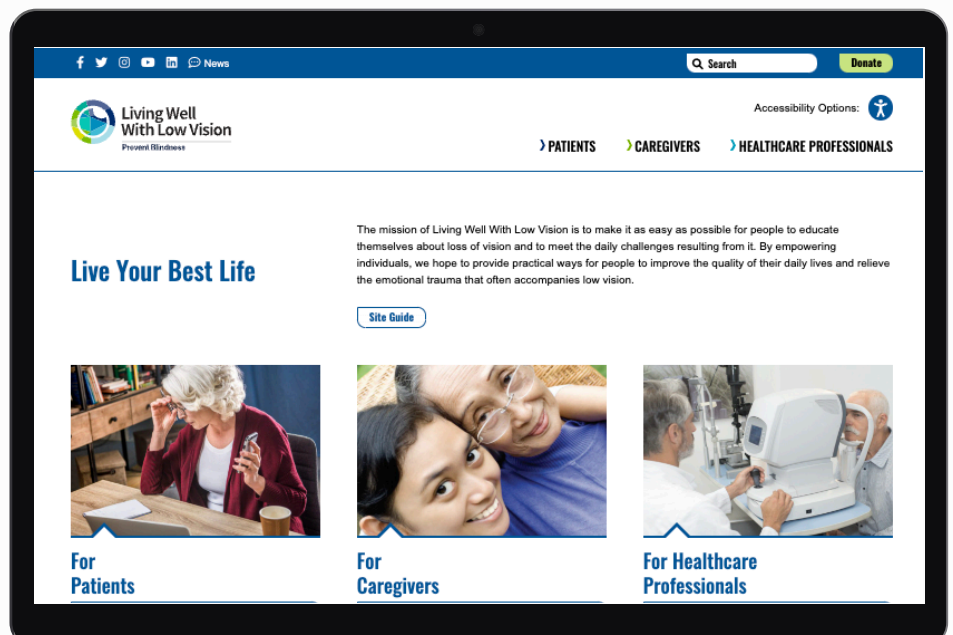 News
Search
Donate
Living Well
With Low Vision
Prevent Blindness
Accessibility Options:
PATIENTS
CAREGIVERS
HEALTHCARE PROFESSIONALS
Live Your Best Life
The mission of Living Well With Low Vision is to make it as easy as possible for people to educate
themselves about loss of vision and to meet the daily challenges resulting from it. By empowering
individuals, we hope to provide practical ways for people to improve the quality of their daily lives and relieve
the emotional trauma that often accompanies low vision.
Site Guide
For
Patients
For
Caregivers
For Healthcare
Professionals